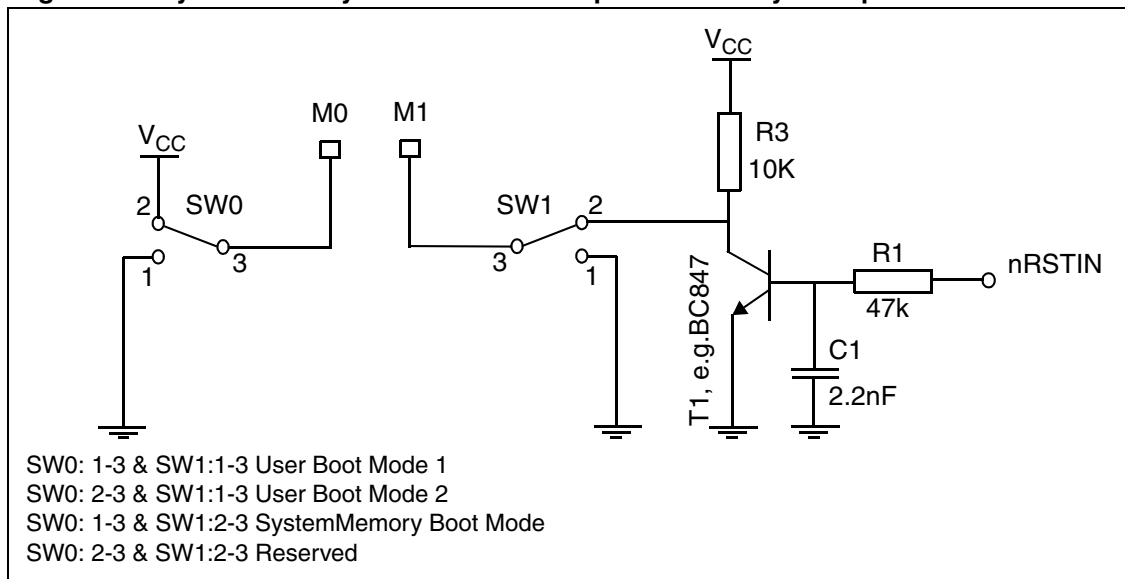 V_CC
M0 M1
V_CC
R3
10K
2 SW0
SW1 2
3
3
1
1
R1
nRSTIN
47k
T1, e.g.BC847
C1
2.2nF
SW0: 1-3 & SW1:1-3 User Boot Mode 1
SW0: 2-3 & SW1:1-3 User Boot Mode 2
SW0: 1-3 & SW1:2-3 SystemMemory Boot Mode
SW0: 2-3 & SW1:2-3 Reserved